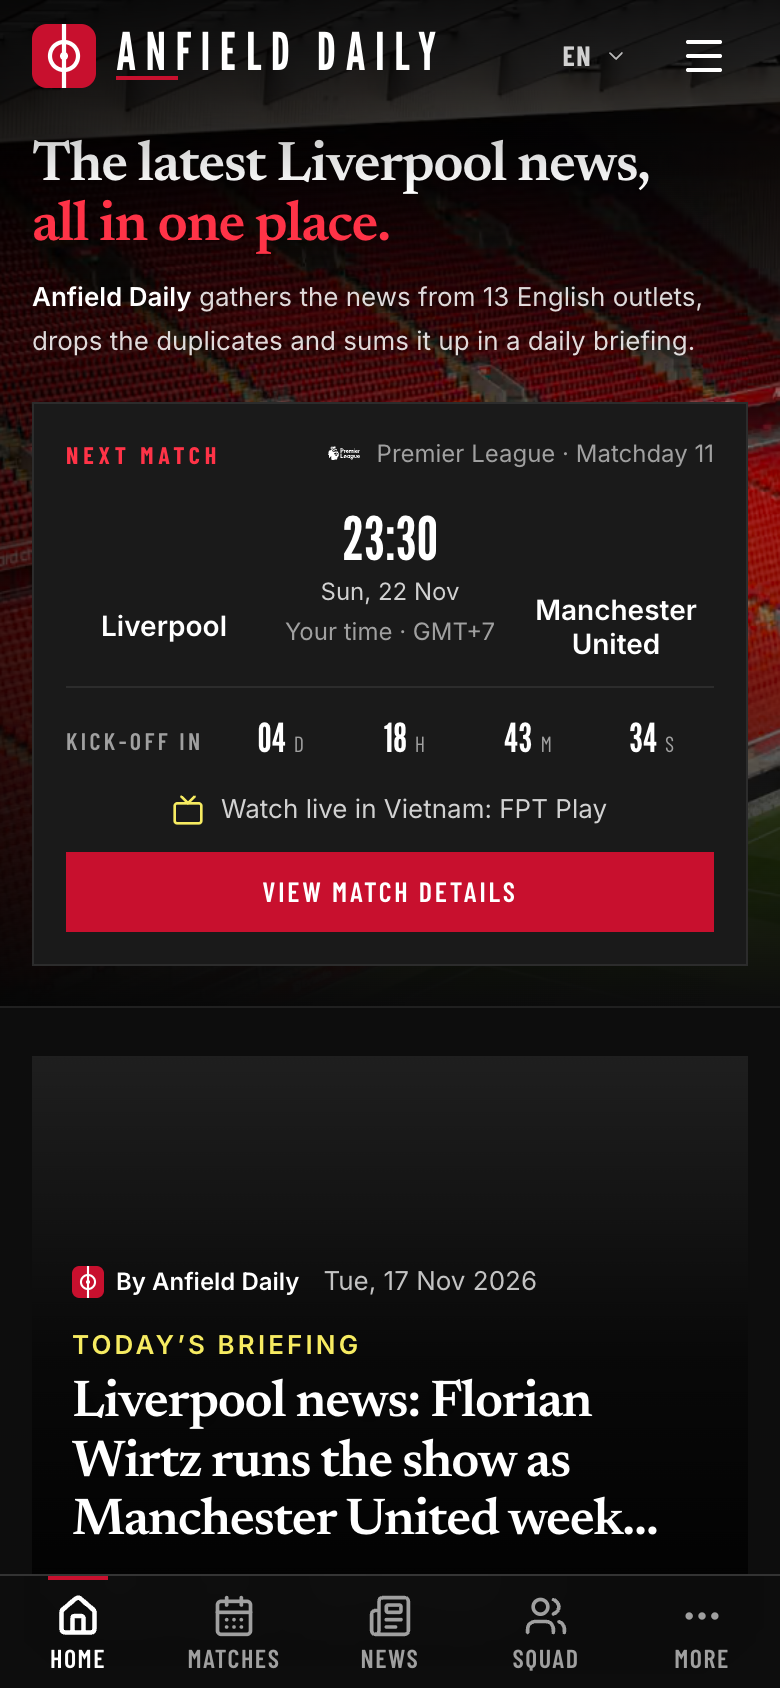 ANFIELD DAILY
EN
The latest Liverpool news,
all in one place.
Anfield Daily gathers the news from 13 English outlets,
drops the duplicates and sums it up in a daily briefing.
NEXT MATCH
Premier League
Premier League · Matchday 11
23:30
Sun, 22 Nov
Your time · GMT+7
Liverpool
Manchester
United
KICK-OFF IN 04 D 18 H 43 M 34 S
Watch live in Vietnam: FPT Play
VIEW MATCH DETAILS
By Anfield Daily Tue, 17 Nov 2026
TODAY’S BRIEFING
Liverpool news: Florian
Wirtz runs the show as
Manchester United week...
HOME MATCHES NEWS SQUAD MORE